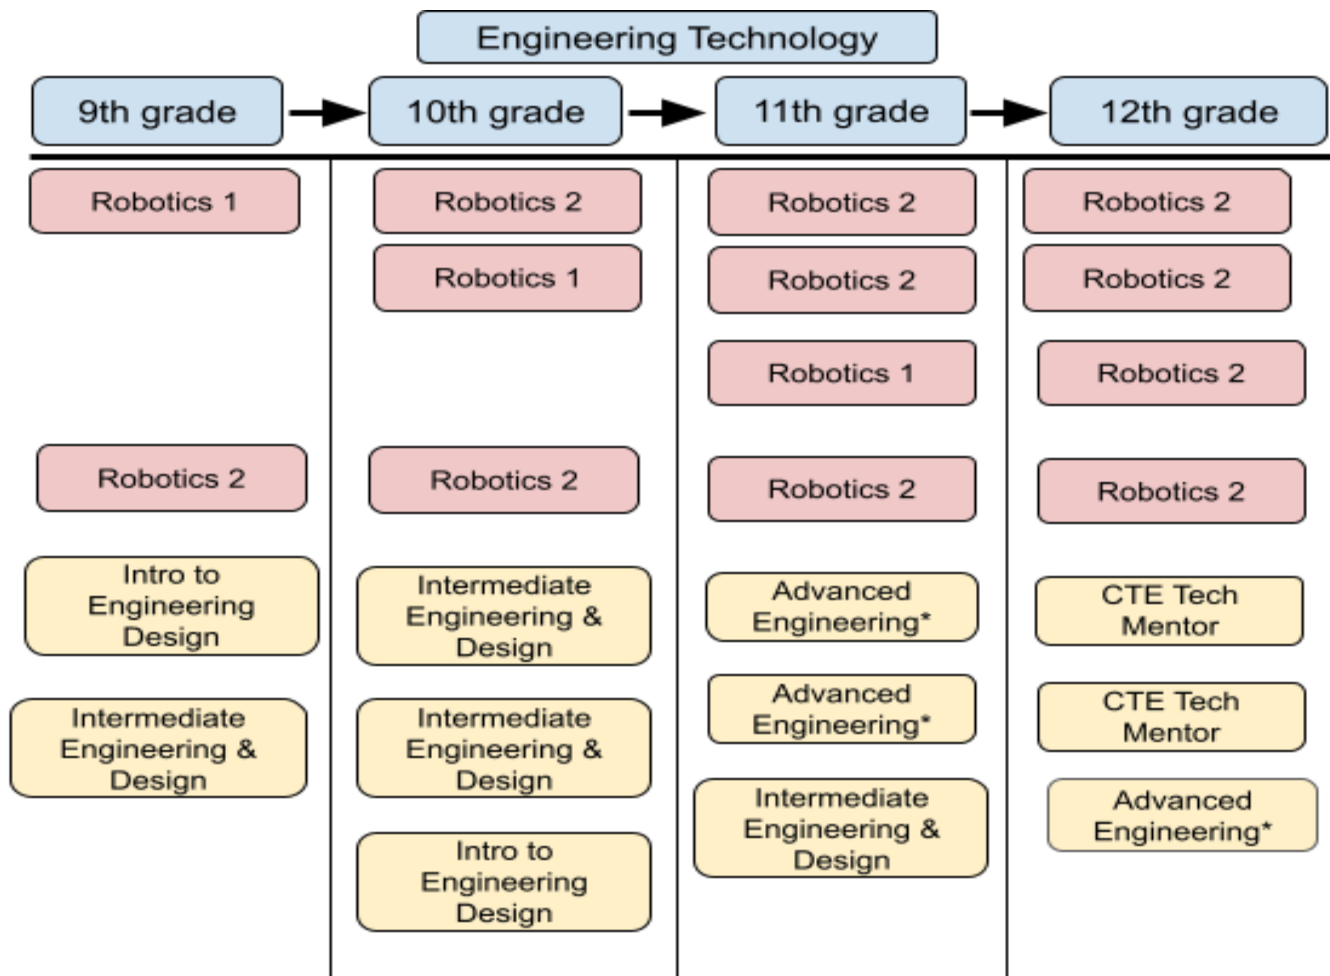 Engineering Technology
9th grade
10th grade
11th grade
12th grade
Robotics 1
Robotics 2
Robotics 2
Robotics 2
Robotics 1
Robotics 2
Robotics 2
Robotics 1
Robotics 2
Robotics 2
Robotics 2
Robotics 2
Robotics 2
Intro to
Engineering
Design
Intermediate
Engineering &
Design
Advanced
Engineering*
CTE Tech
Mentor
Intermediate
Engineering &
Design
Intermediate
Engineering &
Design
Advanced
Engineering*
CTE Tech
Mentor
Intro to
Engineering
Design
Intermediate
Engineering &
Design
Advanced
Engineering*